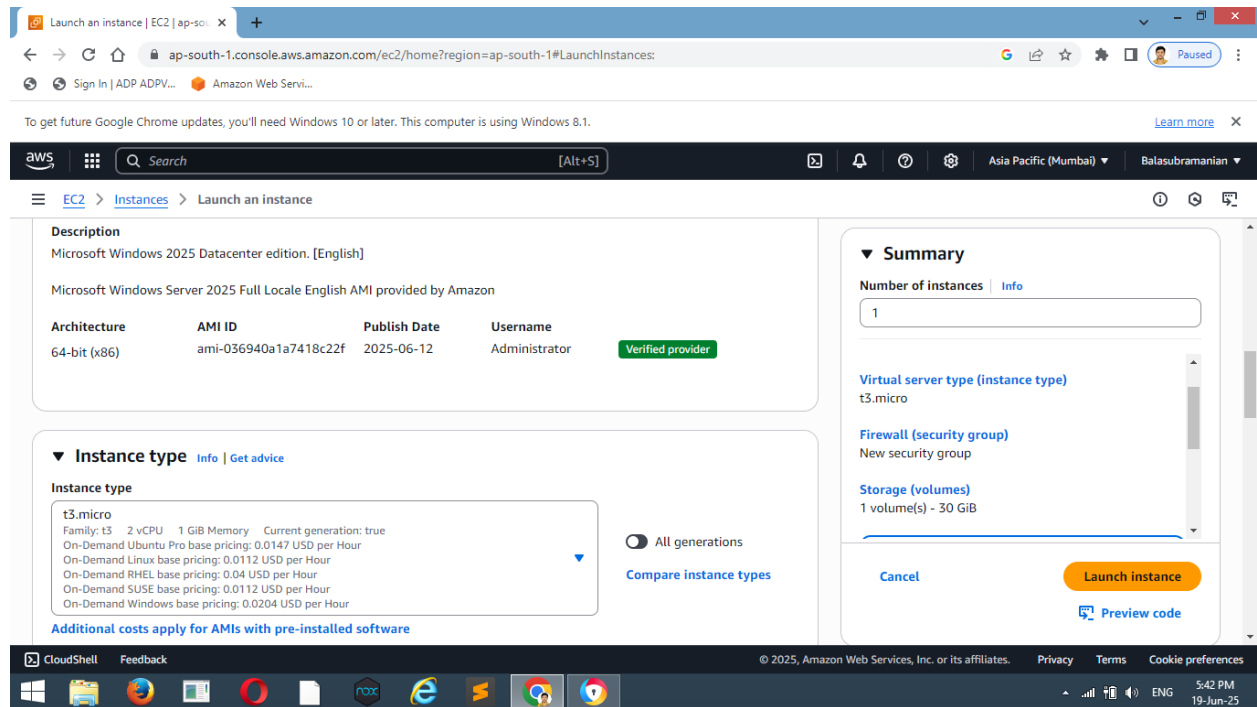 Launch an instance | EC2 | ap-so
ap-south-1.console.aws.amazon.com/ec2/home?region=ap-south-1#LaunchInstances:
Paused
Sign In | ADP ADPV...
Amazon Web Servi...
To get future Google Chrome updates, you'll need Windows 10 or later. This computer is using Windows 8.1.
Learn more
aws
Search
[Alt+S]
Asia Pacific (Mumbai)
Balasubramanian
EC2 > Instances > Launch an instance
Description
Microsoft Windows 2025 Datacenter edition. [English]
Microsoft Windows Server 2025 Full Locale English AMI provided by Amazon
Architecture AMI ID Publish Date Username
64-bit (x86) ami-036940a1a7418c22f 2025-06-12 Administrator Verified provider
Instance type Info | Get advice
Instance type
t3.micro
Family: t3 2 vCPU 1 GiB Memory Current generation: true
On-Demand Ubuntu Pro base pricing: 0.0147 USD per Hour
On-Demand Linux base pricing: 0.0112 USD per Hour
On-Demand RHEL base pricing: 0.04 USD per Hour
On-Demand SUSE base pricing: 0.0112 USD per Hour
On-Demand Windows base pricing: 0.0204 USD per Hour
All generations
Compare instance types
Additional costs apply for AMIs with pre-installed software
Summary
Number of instances Info
1
Virtual server type (instance type)
t3.micro
Firewall (security group)
New security group
Storage (volumes)
1 volume(s) - 30 GiB
Cancel
Launch instance
Preview code
CloudShell Feedback
© 2025, Amazon Web Services, Inc. or its affiliates. Privacy Terms Cookie preferences
nox
ENG
5:42 PM
19-Jun-25